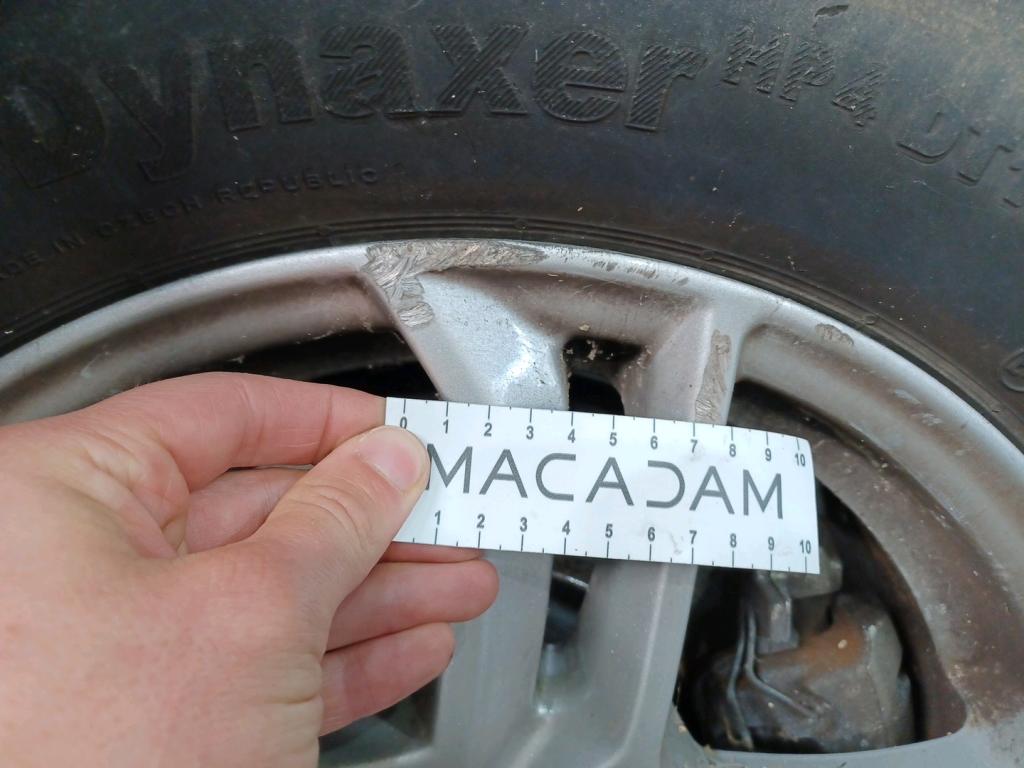 Dynaxer HP4 DT1
MADE IN CZECH REPUBLIC
0 1 2 3 4 5 6 7 8 9 10
MACADAM
1 2 3 4 5 6 7 8 9 10